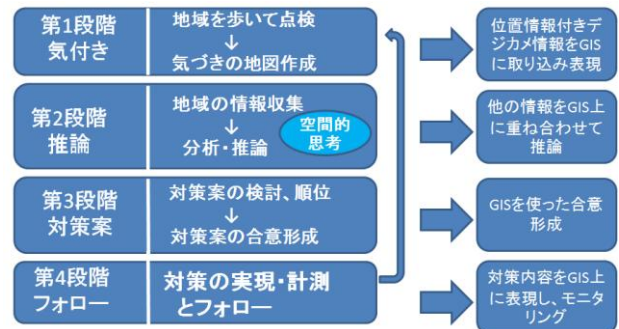 第1段階
気付き
地域を歩いて点検
↓
気づきの地図作成
位置情報付きデ
ジカメ情報をGIS
に取り込み表現
第2段階
推論
地域の情報収集
↓
分析・推論
空間的
思考
他の情報をGIS上
に重ね合わせて
推論
第3段階
対策案
対策案の検討、順位
↓
対策案の合意形成
GISを使った合意
形成
第4段階
フォロー
対策の実現・計測
とフォロー
対策内容をGIS上
に表現し、モニタ
リング